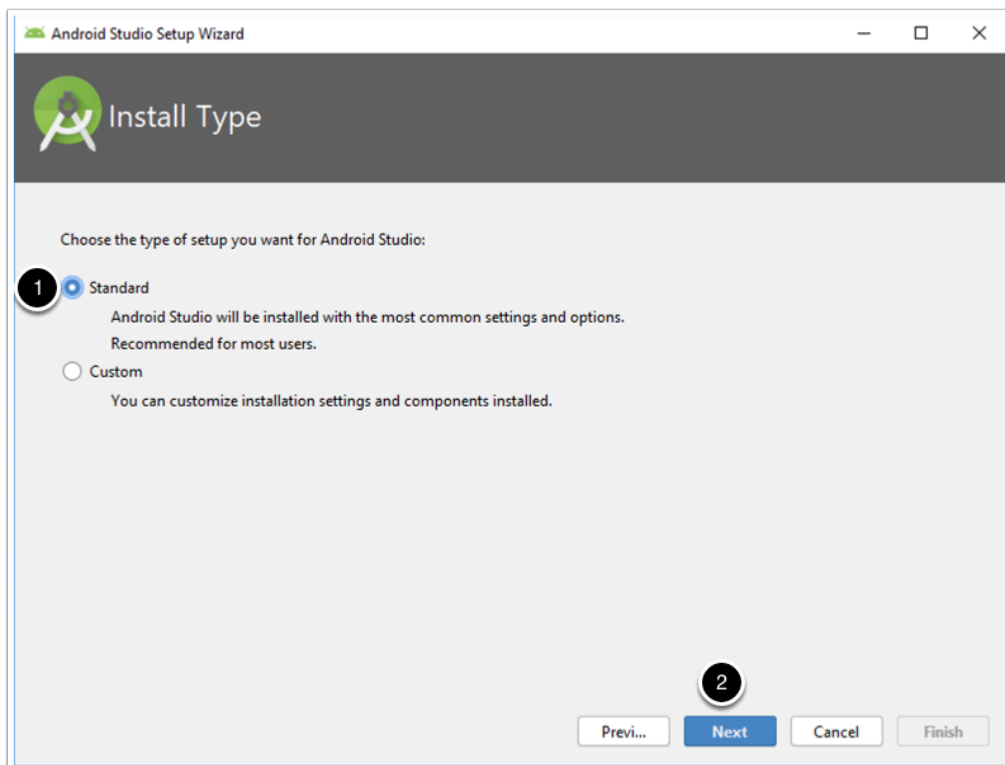 Android Studio Setup Wizard
Install Type
Choose the type of setup you want for Android Studio:
1
Standard
Android Studio will be installed with the most common settings and options.
Recommended for most users.
Custom
You can customize installation settings and components installed.
2
Previ... Next Cancel Finish